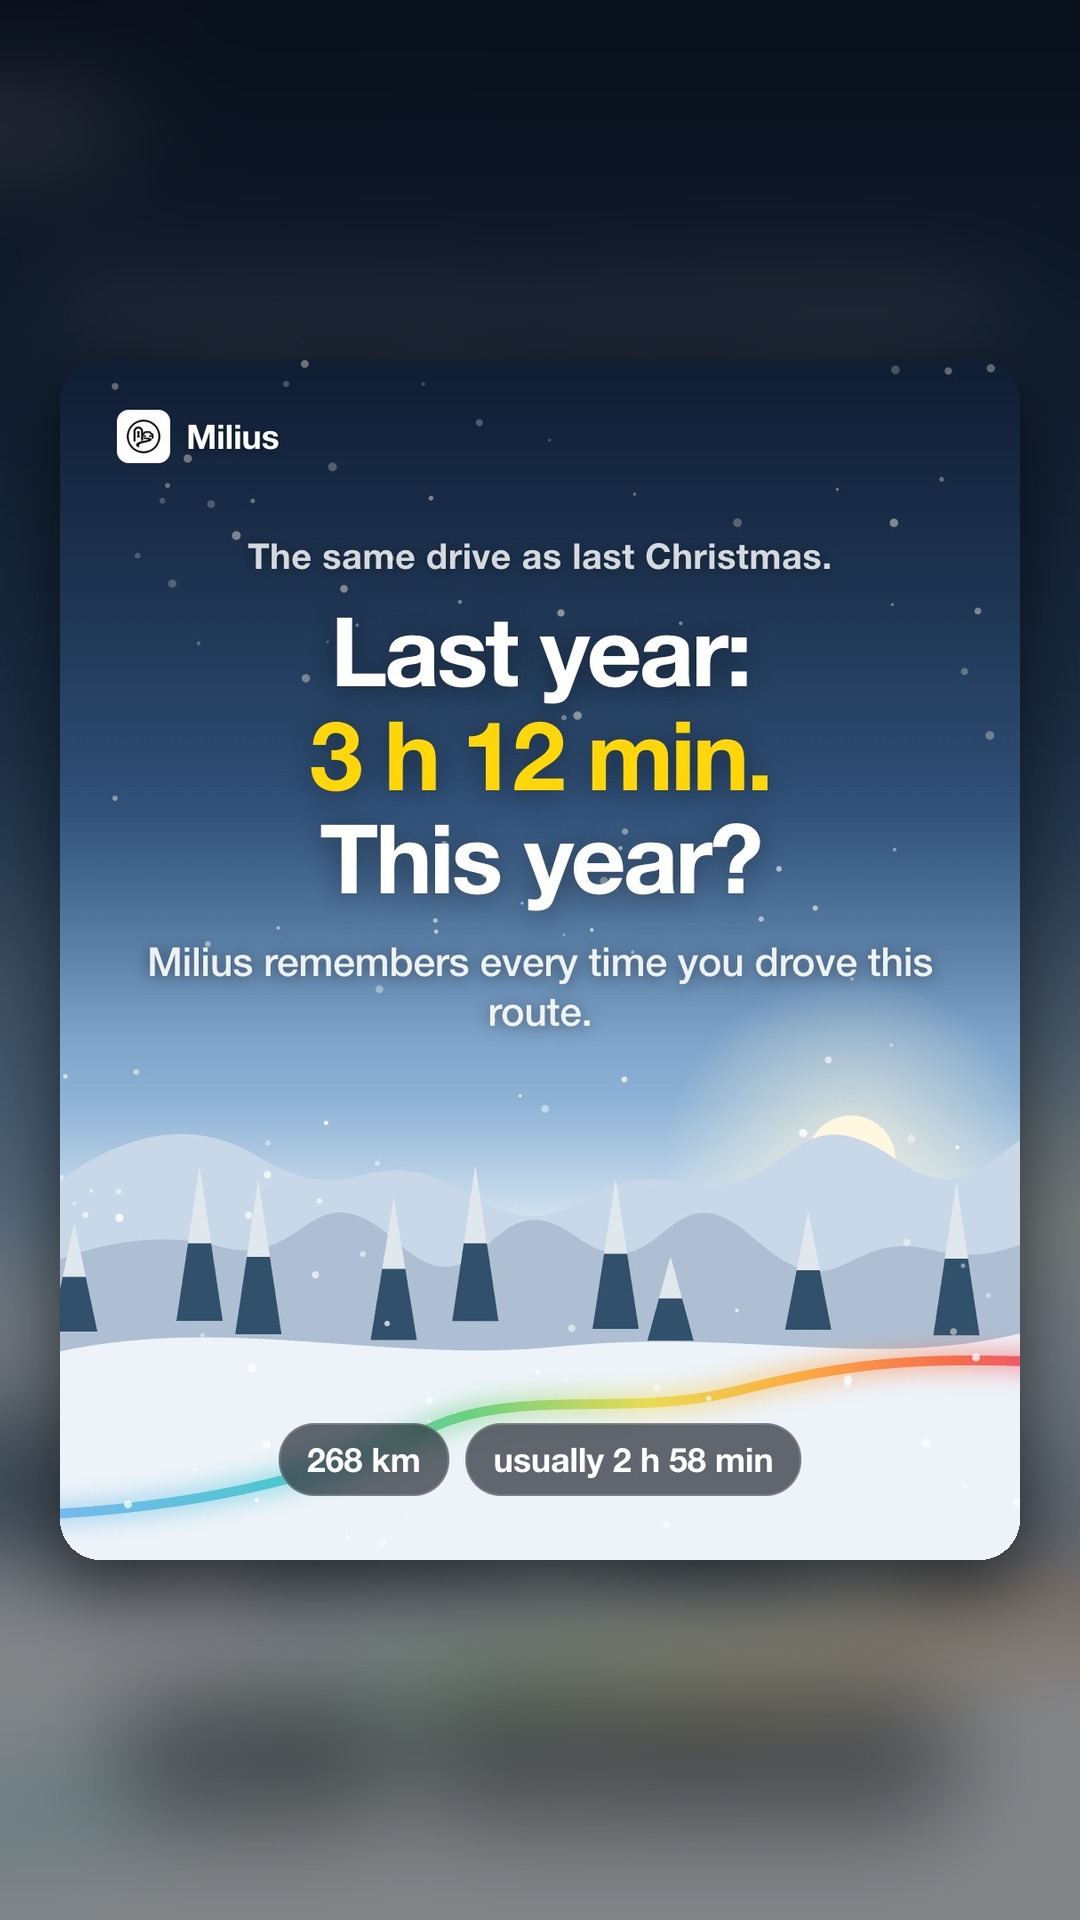 Milius
The same drive as last Christmas.
Last year:
3 h 12 min.
This year?
Milius remembers every time you drove this
route.
268 km
usually 2 h 58 min